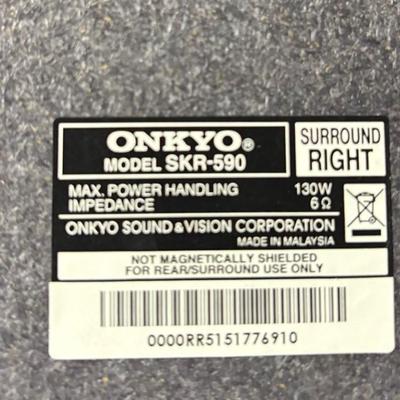 ONKYO®
MODEL SKR-590
SURROUND
RIGHT
MAX. POWER HANDLING 130W
IMPEDANCE 6Ω
ONKYO SOUND & VISION CORPORATION
MADE IN MALAYSIA
NOT MAGNETICALLY SHIELDED
FOR REAR/SURROUND USE ONLY
0000RR5151776910